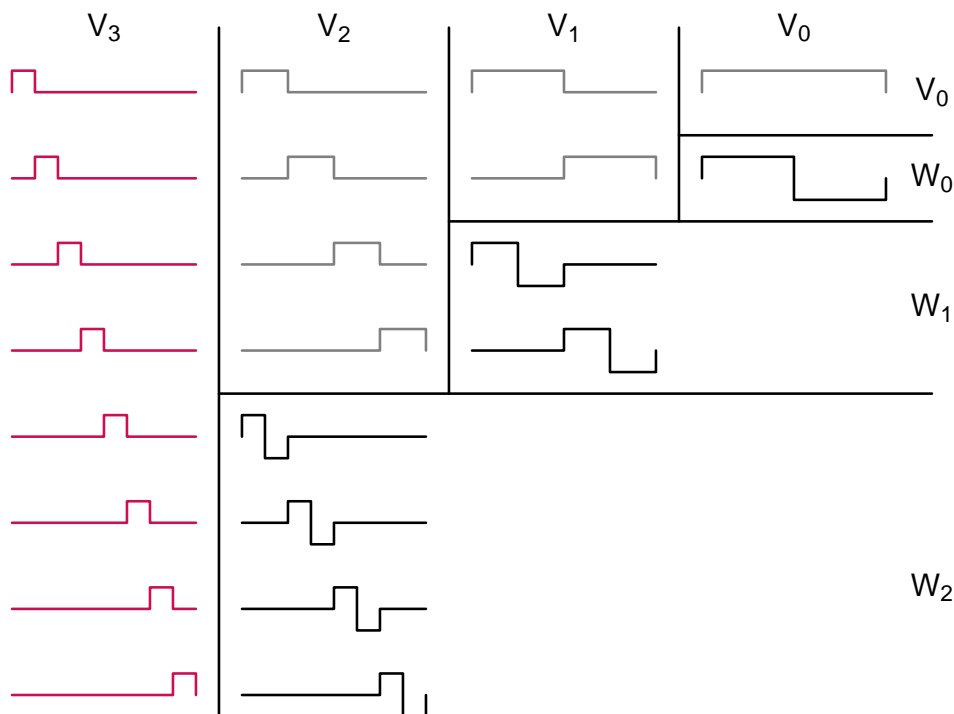 V₃ V₂ V₁ V₀
V₀
W₀
W₁
W₂